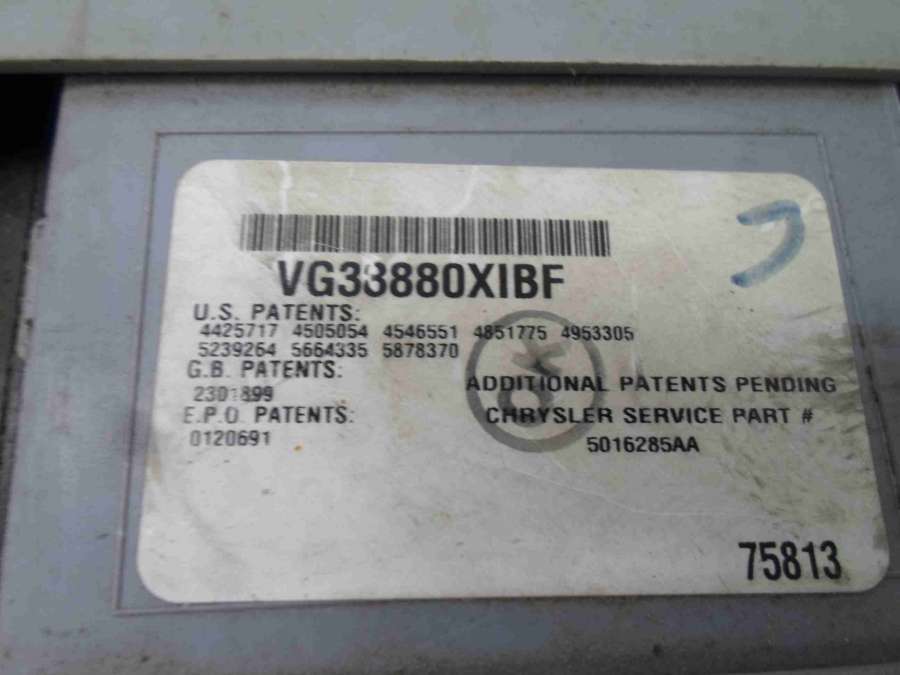 VG33880XIBF
U.S. PATENTS:
4425717 4505054 4546551 4851775 4953305
5239264 5664335 5878370
G.B. PATENTS:
2301899
E.P.O PATENTS:
0120691
OK
ADDITIONAL PATENTS PENDING
CHRYSLER SERVICE PART #
5016285AA
75813